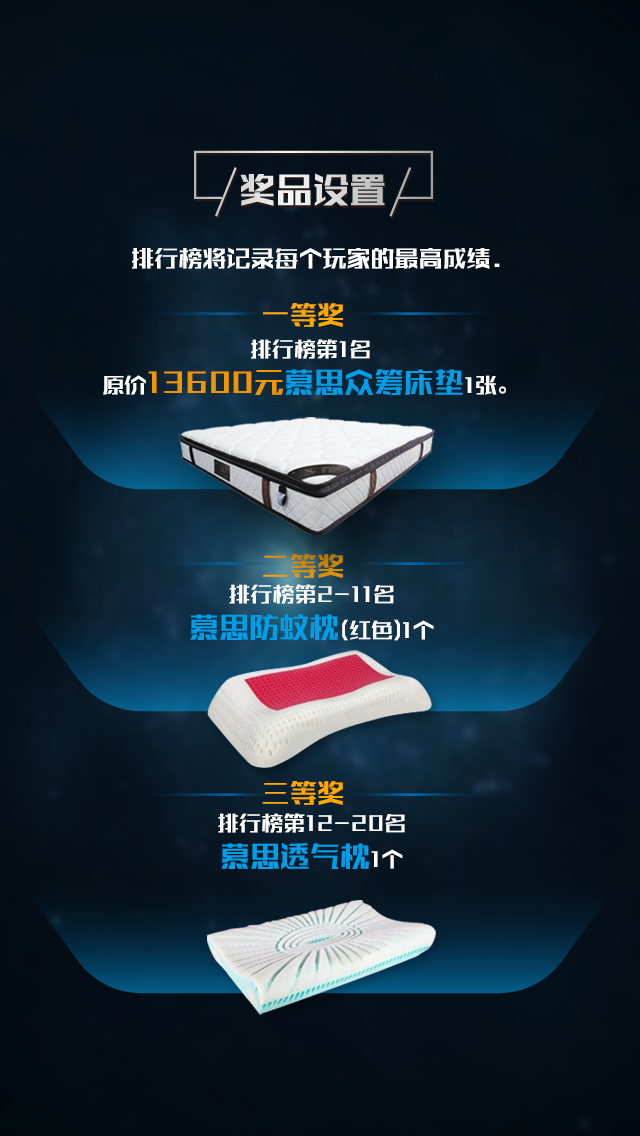 奖品设置
排行榜将记录每个玩家的最高成绩.
一等奖
排行榜第1名
原价13600元慕思众筹床垫1张。
二等奖
排行榜第2-11名
慕思防蚊枕(红色)1个
三等奖
排行榜第12-20名
慕思透气枕1个